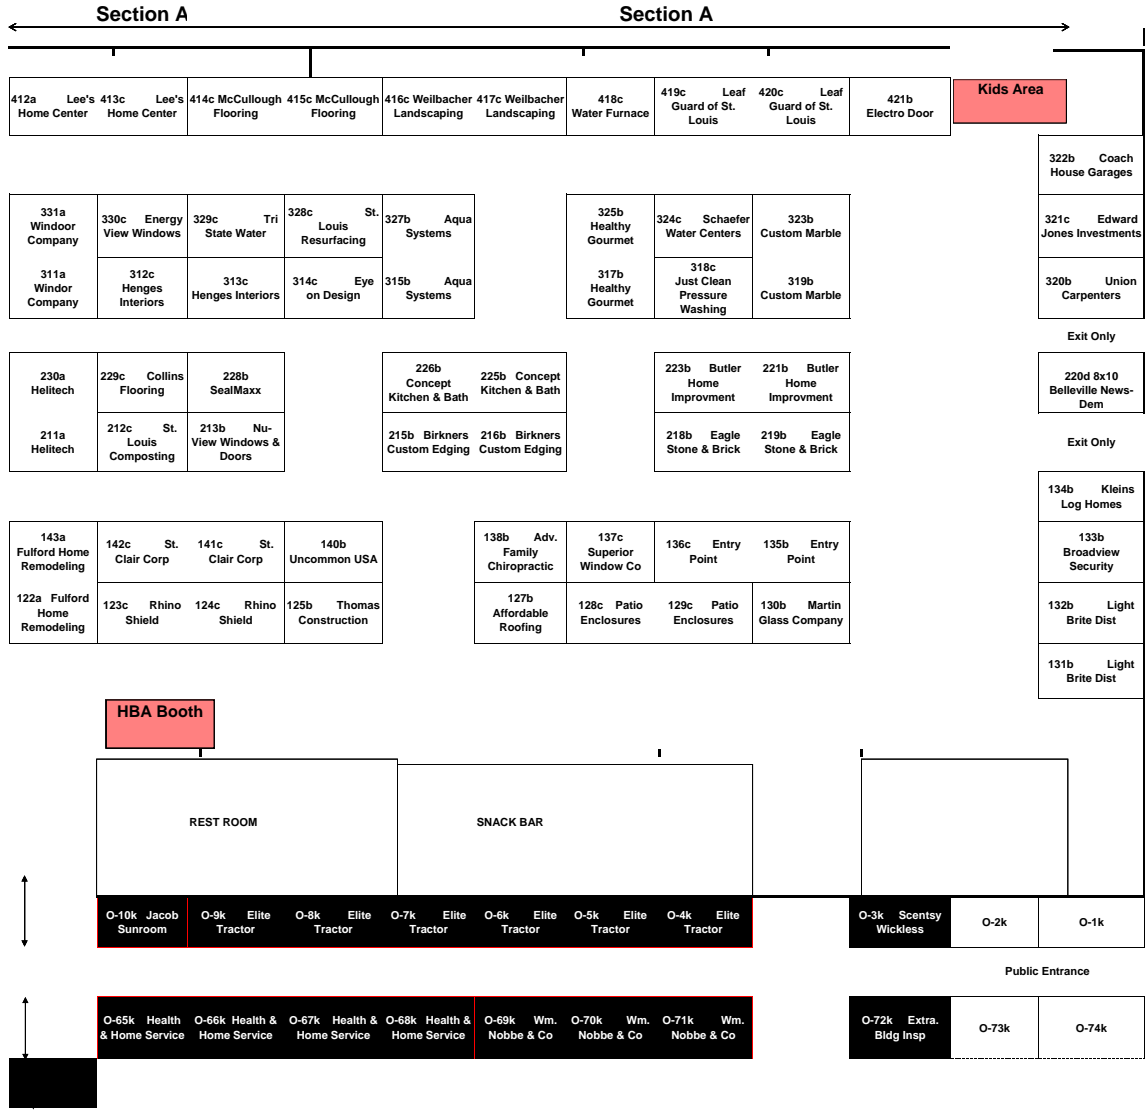 Section A
Section A
412a Lee's
Home Center
413c Lee's
Home Center
414c McCullough
Flooring
415c McCullough
Flooring
416c Weilbacher
Landscaping
417c Weilbacher
Landscaping
418c
Water Furnace
419c Leaf
Guard of St.
Louis
420c Leaf
Guard of St.
Louis
421b
Electro Door
Kids Area
322b Coach
House Garages
331a
Windoor
Company
330c Energy
View Windows
329c Tri
State Water
328c St.
Louis
Resurfacing
327b Aqua
Systems
325b
Healthy
Gourmet
324c Schaefer
Water Centers
323b
Custom Marble
321c Edward
Jones Investments
311a
Windor
Company
312c
Henges
Interiors
313c
Henges Interiors
314c Eye
on Design
315b Aqua
Systems
317b
Healthy
Gourmet
318c
Just Clean
Pressure
Washing
319b
Custom Marble
320b Union
Carpenters
Exit Only
230a
Helitech
229c Collins
Flooring
228b
SealMaxx
226b
Concept
Kitchen & Bath
225b Concept
Kitchen & Bath
223b Butler
Home
Improvment
221b Butler
Home
Improvment
220d 8x10
Belleville News-
Dem
211a
Helitech
212c St.
Louis
Composting
213b Nu-
View Windows &
Doors
215b Birkners
Custom Edging
216b Birkners
Custom Edging
218b Eagle
Stone & Brick
219b Eagle
Stone & Brick
Exit Only
134b Kleins
Log Homes
143a
Fulford Home
Remodeling
142c St.
Clair Corp
141c St.
Clair Corp
140b
Uncommon USA
138b Adv.
Family
Chiropractic
137c
Superior
Window Co
136c Entry
Point
135b Entry
Point
133b
Broadview
Security
122a Fulford
Home
Remodeling
123c Rhino
Shield
124c Rhino
Shield
125b Thomas
Construction
127b
Affordable
Roofing
128c Patio
Enclosures
129c Patio
Enclosures
130b Martin
Glass Company
132b Light
Brite Dist
131b Light
Brite Dist
HBA Booth
REST ROOM
SNACK BAR
O-10k Jacob
Sunroom
O-9k Elite
Tractor
O-8k Elite
Tractor
O-7k Elite
Tractor
O-6k Elite
Tractor
O-5k Elite
Tractor
O-4k Elite
Tractor
O-3k Scentsy
Wickless
O-2k
O-1k
Public Entrance
O-65k Health
& Home Service
O-66k Health &
Home Service
O-67k Health &
Home Service
O-68k Health &
Home Service
O-69k Wm.
Nobbe & Co
O-70k Wm.
Nobbe & Co
O-71k Wm.
Nobbe & Co
O-72k Extra.
Bldg Insp
O-73k
O-74k